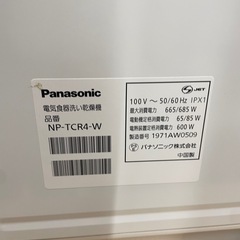 Panasonic
電気食器洗い乾燥機
品番
NP-TCR4-W
JET
100 V ～ 50/60 Hz IPX1
最大消費電力 665/685 W
電動機定格消費電力 65/85 W
電熱装置定格消費電力 600 W
製造番号 1971AW0509
パナソニック株式会社
中国製